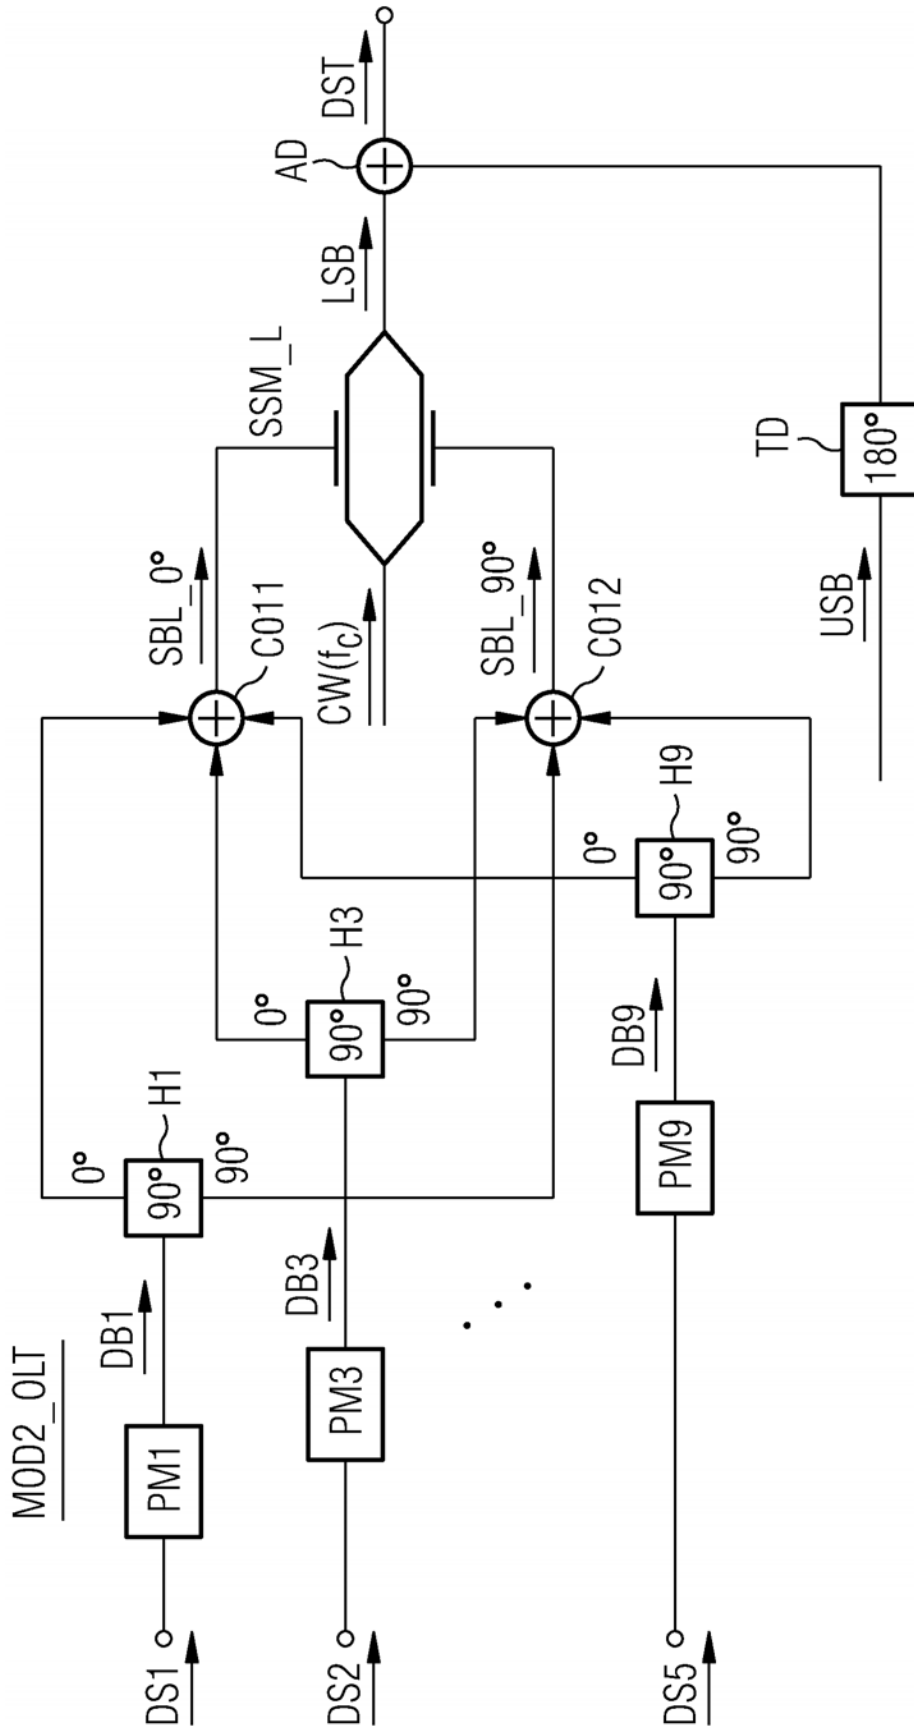 MOD2_OLT
DS1
PM1
DB1
0°
90°
90°
H1
DS2
PM3
DB3
0°
90°
90°
H3
DS5
PM9
DB9
0°
90°
90°
H9
SBL_0°
C011
CW(fC)
SBL_90°
C012
SSM_L
LSB
AD
DST
USB
TD
180°